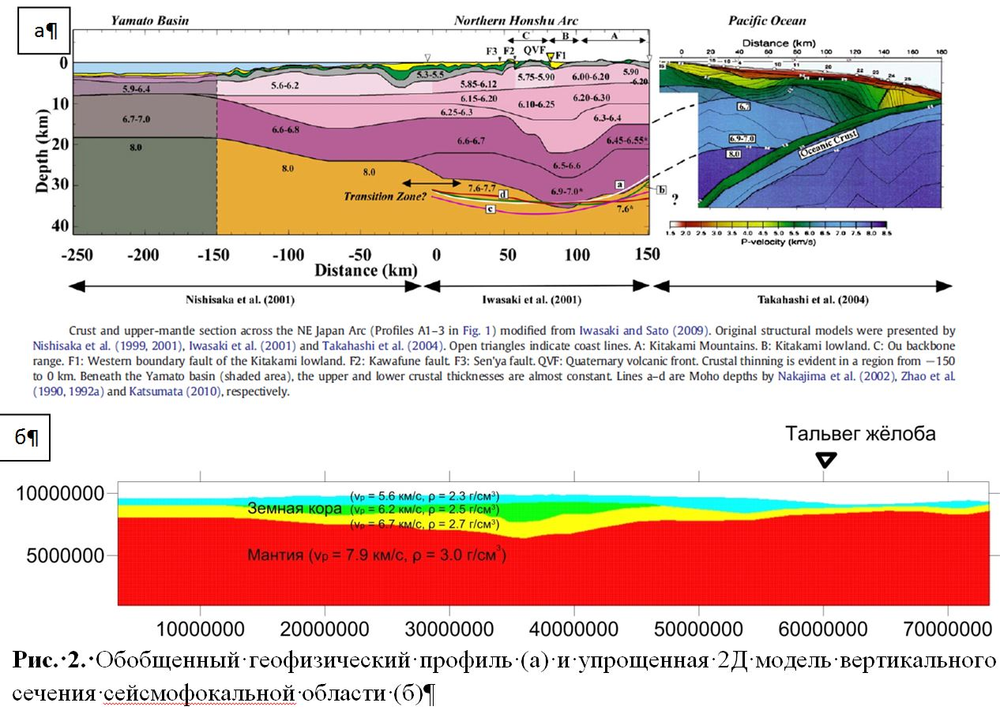 а¶
Yamato Basin
Northern Honshu Arc
Pacific Ocean
C B A
F3 F2 QVF F1
Distance (km)
0 20 40 60 80 100 120 140 160 180
0
10
20
30
40
Depth (km)
5.9-6.4
6.7-7.0
8.0
5.6-6.2
6.6-6.8
8.0
8.0
5.3-5.5
5.85-6.12
5.75-5.90
6.00-6.20
5.90
-6.20
6.15-6.20
6.10-6.25
6.20-6.30
6.25-6.3
6.3-6.4
6.6-6.7
6.45-6.55*
6.5-6.6
6.9-7.0*
7.6-7.7
7.6*
Transition Zone?
a
b
c
d
?
6.7
6.9-7.0
8.0
Oceanic Crust
1.5 2.0 2.5 3.0 3.5 4.0 4.5 5.0 5.5 6.0 6.5 7.0 7.5 8.0 8.5
P-velocity (km/s)
-250 -200 -150 -100 -50 0 50 100 150
Distance (km)
Nishisaka et al. (2001)
Iwasaki et al. (2001)
Takahashi et al. (2004)
Crust and upper-mantle section across the NE Japan Arc (Profiles A1–3 in Fig. 1) modified from Iwasaki and Sato (2009). Original structural models were presented by
Nishisaka et al. (1999, 2001), Iwasaki et al. (2001) and Takahashi et al. (2004). Open triangles indicate coast lines. A: Kitakami Mountains. B: Kitakami lowland. C: Ou backbone
range. F1: Western boundary fault of the Kitakami lowland. F2: Kawafune fault. F3: Sen'ya fault. QVF: Quaternary volcanic front. Crustal thinning is evident in a region from −150
to 0 km. Beneath the Yamato basin (shaded area), the upper and lower crustal thicknesses are almost constant. Lines a–d are Moho depths by Nakajima et al. (2002), Zhao et al.
(1990, 1992a) and Katsumata (2010), respectively.
б¶
Тальвег жёлоба
10000000
5000000
(vp = 5.6 км/с, ρ = 2.3 г/см³)
Земная кора (vp = 6.2 км/с, ρ = 2.5 г/см³)
(vp = 6.7 км/с, ρ = 2.7 г/см³)
Мантия (vp = 7.9 км/с, ρ = 3.0 г/см³)
10000000 20000000 30000000 40000000 50000000 60000000 70000000
Рис.·2.·Обобщенный·геофизический·профиль·(а)·и·упрощенная·2Д·модель·вертикального
сечения·сейсмофокальной·области·(б)¶